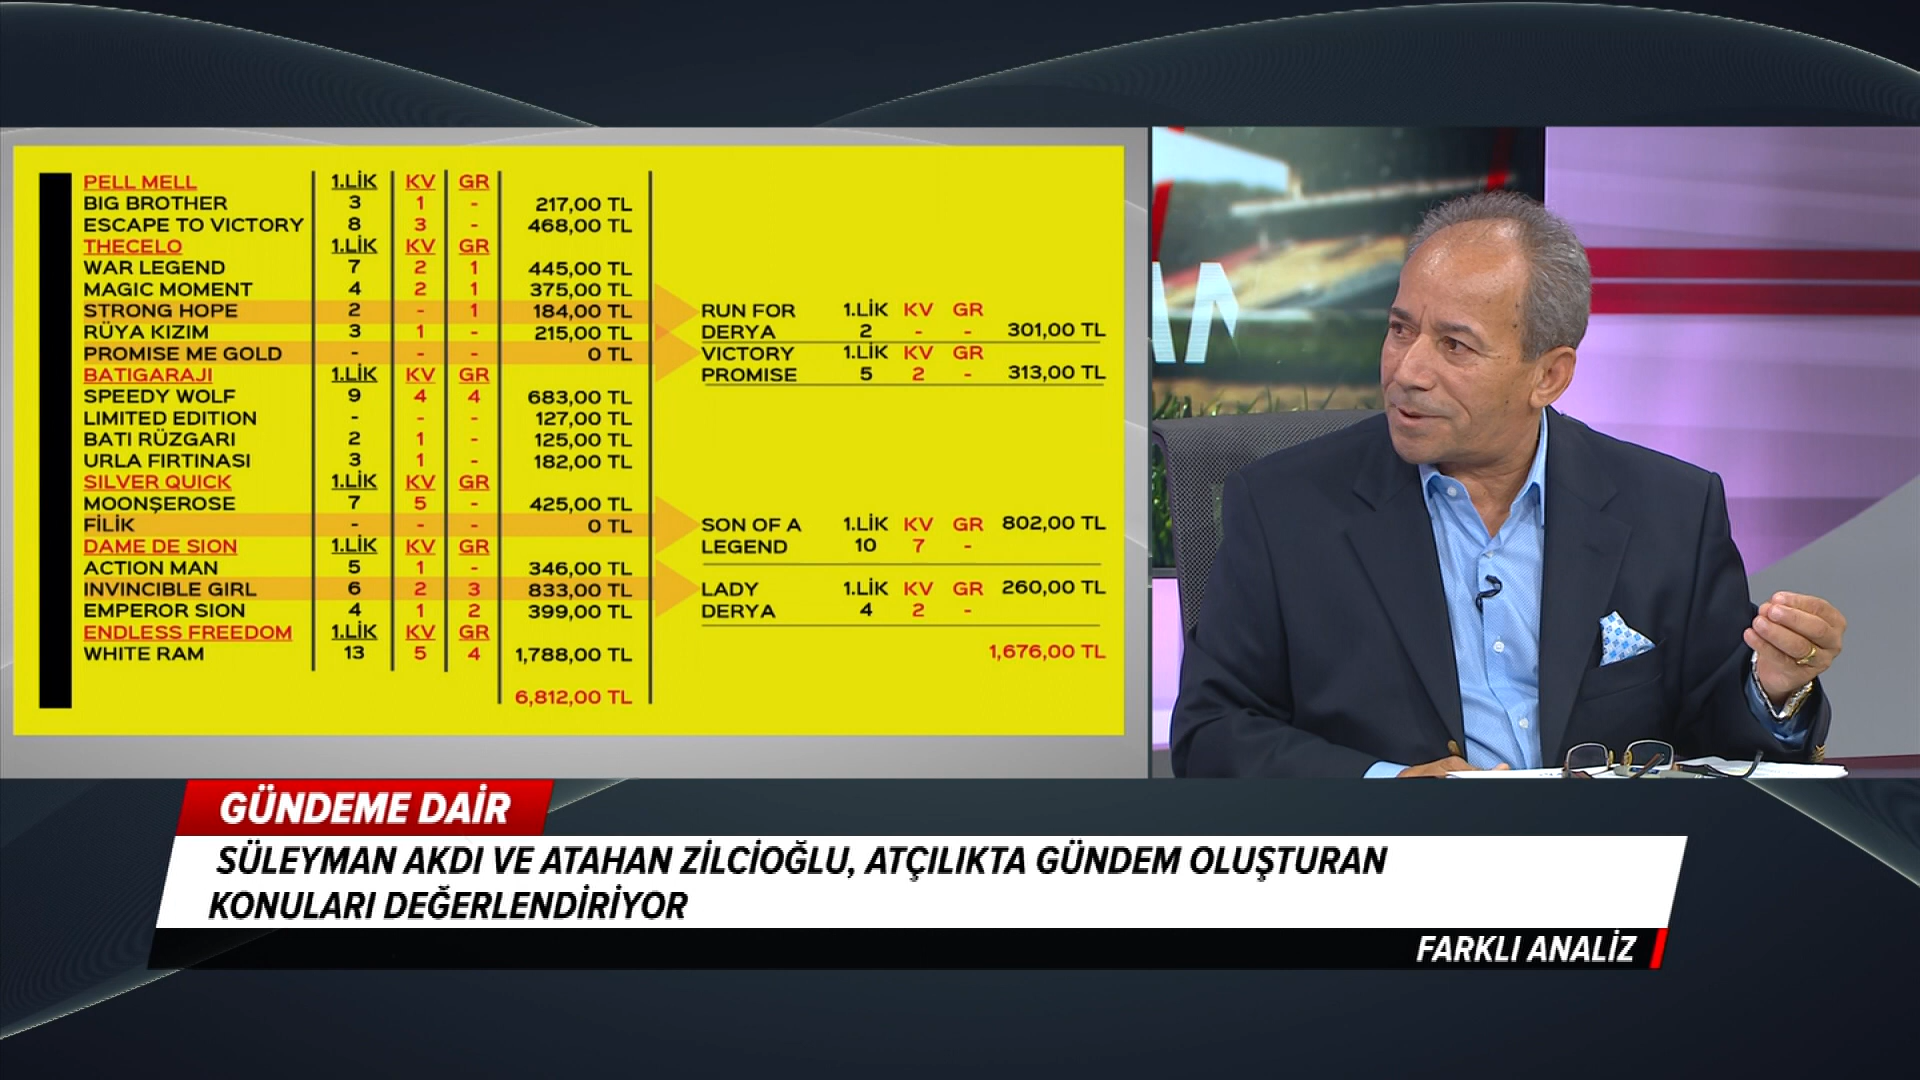 PELL MELL 1.LİK KV GR
BIG BROTHER 3 1 - 217,00 TL
ESCAPE TO VICTORY 8 3 - 468,00 TL
THECELO 1.LİK KV GR
WAR LEGEND 7 2 1 445,00 TL
MAGIC MOMENT 4 2 1 375,00 TL
STRONG HOPE 2 - 1 184,00 TL
RÜYA KIZIM 3 1 - 215,00 TL
PROMISE ME GOLD - - - 0 TL
BATIGARAJI 1.LİK KV GR
SPEEDY WOLF 9 4 4 683,00 TL
LIMITED EDITION - - - 127,00 TL
BATI RÜZGARI 2 1 - 125,00 TL
URLA FIRTINASI 3 1 - 182,00 TL
SILVER QUICK 1.LİK KV GR
MOONŞEROSE 7 5 - 425,00 TL
FİLİK - - - 0 TL
DAME DE SION 1.LİK KV GR
ACTION MAN 5 1 - 346,00 TL
INVINCIBLE GIRL 6 2 3 833,00 TL
EMPEROR SION 4 1 2 399,00 TL
ENDLESS FREEDOM 1.LİK KV GR
WHITE RAM 13 5 4 1,788,00 TL
6,812,00 TL
RUN FOR 1.LİK KV GR
DERYA 2 - - 301,00 TL
VICTORY 1.LİK KV GR
PROMISE 5 2 - 313,00 TL
SON OF A 1.LİK KV GR 802,00 TL
LEGEND 10 7 -
LADY 1.LİK KV GR 260,00 TL
DERYA 4 2 -
1,676,00 TL
GÜNDEME DAİR
SÜLEYMAN AKDI VE ATAHAN ZİLCİOĞLU, ATÇILIKTA GÜNDEM OLUŞTURAN
KONULARI DEĞERLENDİRİYOR
FARKLI ANALİZ